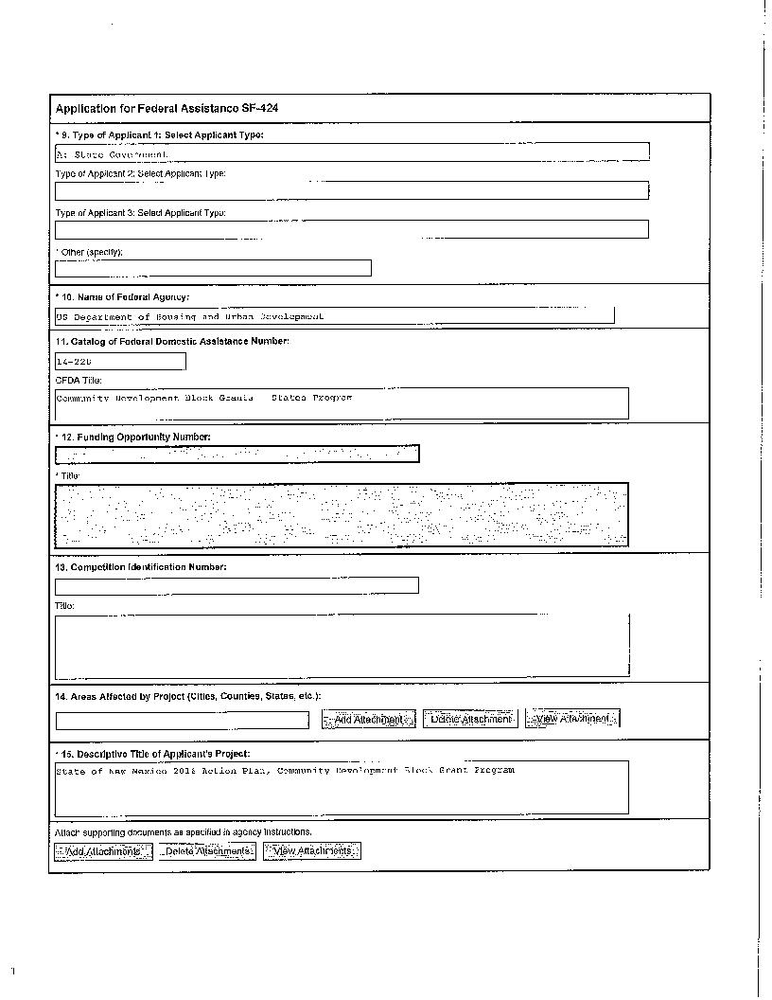 Application for Federal Assistance SF-424
* 9. Type of Applicant 1: Select Applicant Type:
A: State Government
Type of Applicant 2: Select Applicant Type:
Type of Applicant 3: Select Applicant Type:
* Other (specify):
* 10. Name of Federal Agency:
US Department of Housing and Urban Development
11. Catalog of Federal Domestic Assistance Number:
14-228
CFDA Title:
Community Development Block Grants - States Program
* 12. Funding Opportunity Number:
* Title:
13. Competition Identification Number:
Title:
14. Areas Affected by Project (Cities, Counties, States, etc.):
Add Attachment Delete Attachment View Attachment
* 15. Descriptive Title of Applicant's Project:
State of New Mexico 2016 Action Plan, Community Development Block Grant Program
Attach supporting documents as specified in agency instructions.
Add Attachments Delete Attachments View Attachments
1